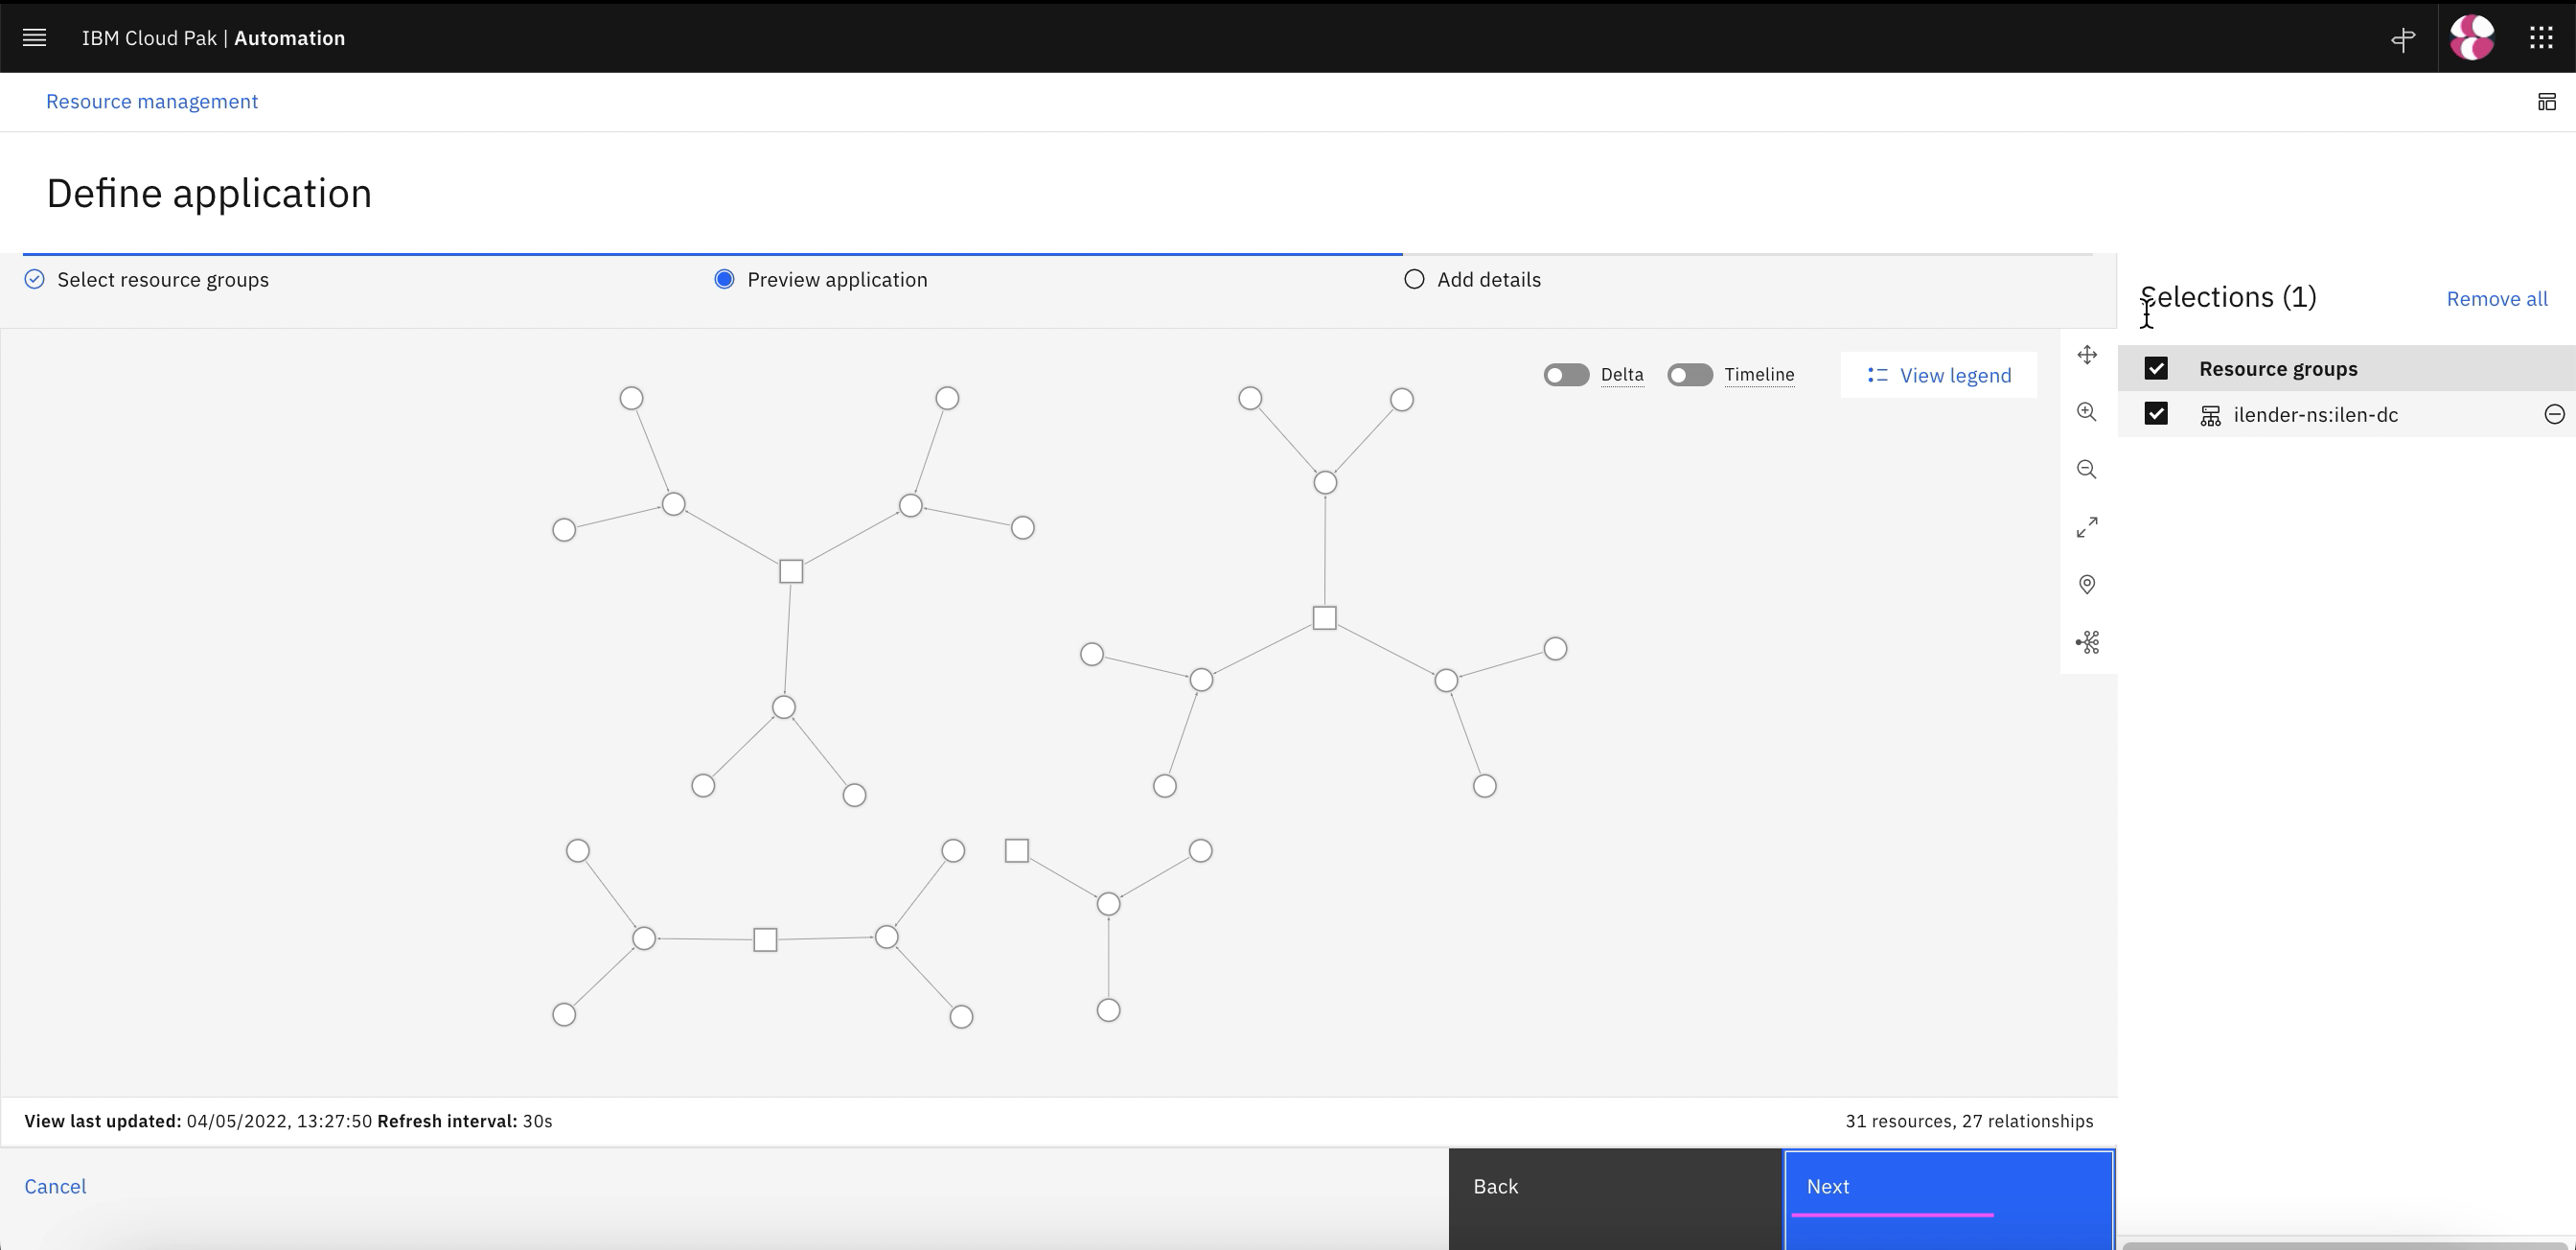 IBM Cloud Pak | Automation
Resource management
Define application
Select resource groups
Preview application
Add details
Selections (1)
Remove all
Delta
Timeline
View legend
Resource groups
ilender-ns:ilen-dc
View last updated: 04/05/2022, 13:27:50 Refresh interval: 30s
31 resources, 27 relationships
Cancel
Back
Next